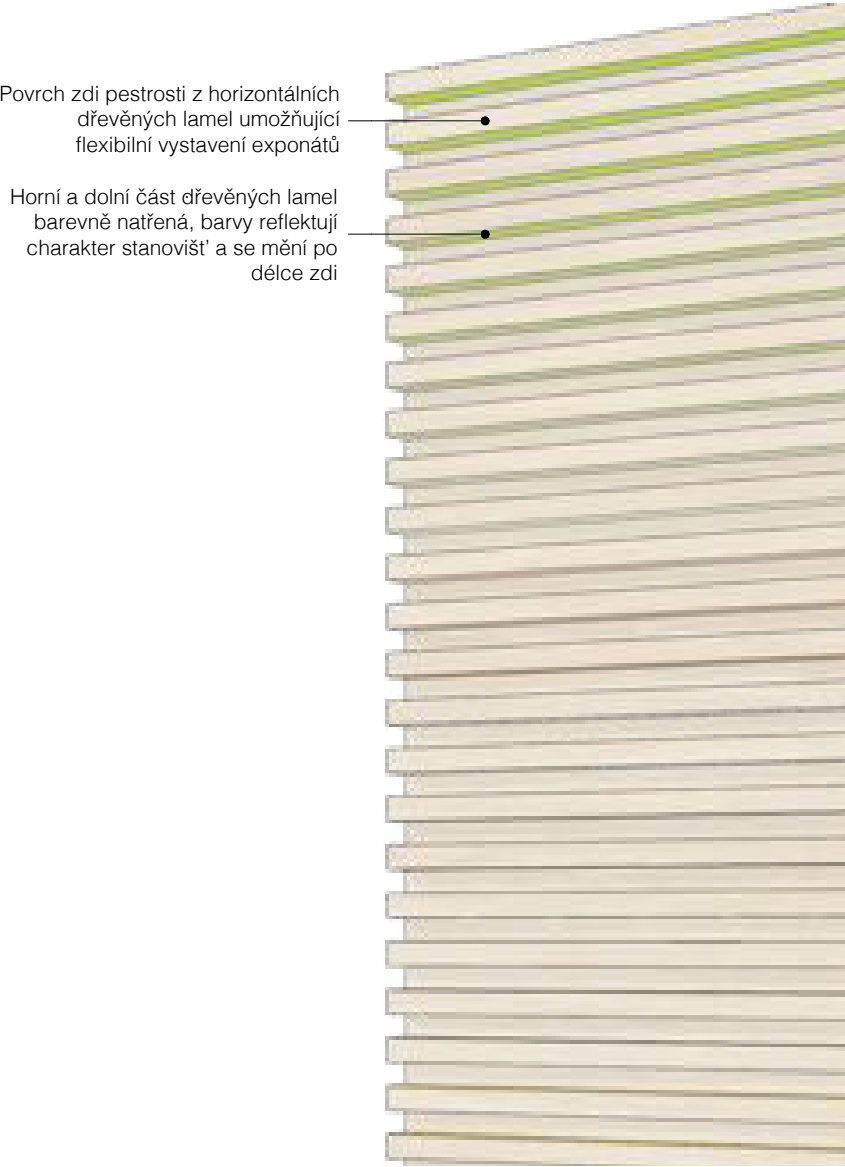 Povrch zdi pestrosti z horizontálních
dřevěných lamel umožňující
flexibilní vystavení exponátů
Horní a dolní část dřevěných lamel
barevně natřená, barvy reflektují
charakter stanovišť a se mění po
délce zdi